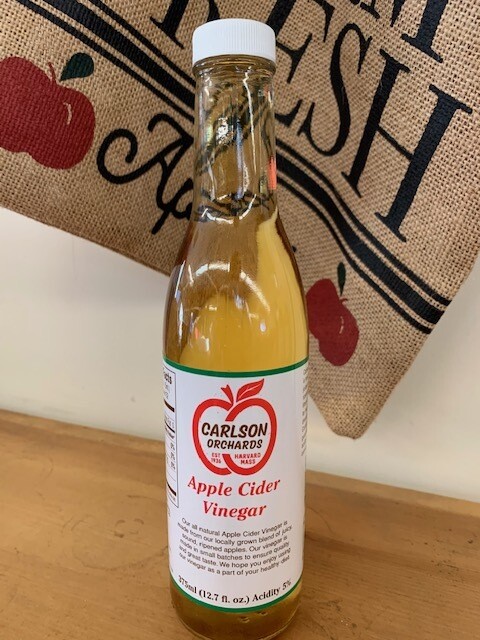 FRESH
CARLSON
ORCHARDS
EST HARVARD
1936 MASS
Apple Cider
Vinegar
Our all natural Apple Cider Vinegar is
made from our locally grown blend of juicy,
sound, ripened apples. Our vinegar is
made in small batches to ensure quality
and great taste. We hope you enjoy using
our vinegar as a part of your healthy diet.
375ml (12.7 fl. oz.) Acidity 5%